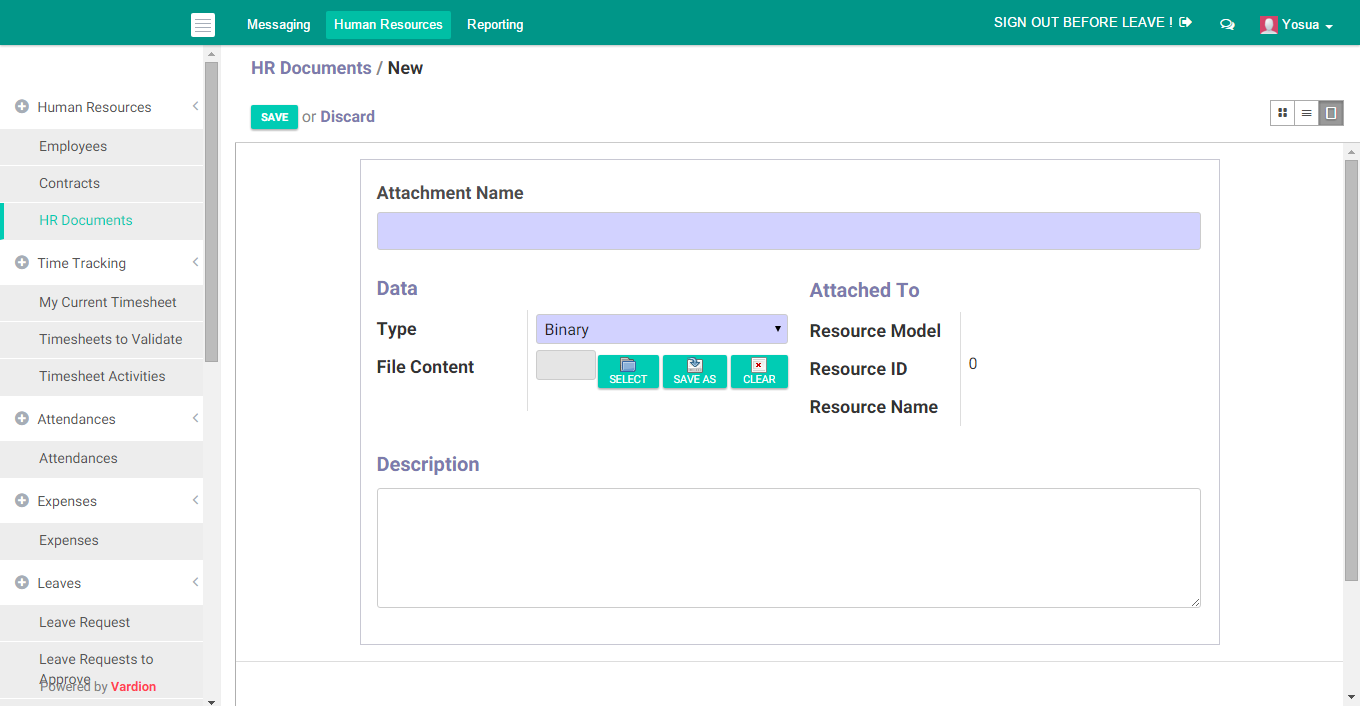 Messaging Human Resources Reporting SIGN OUT BEFORE LEAVE ! Yosua
Human Resources
Employees
Contracts
HR Documents
Time Tracking
My Current Timesheet
Timesheets to Validate
Timesheet Activities
Attendances
Attendances
Expenses
Expenses
Leaves
Leave Request
Leave Requests to
Approve
Powered by Vardion
HR Documents / New
SAVE or Discard
Attachment Name
Data
Type Binary
File Content SELECT SAVE AS CLEAR
Attached To
Resource Model
Resource ID 0
Resource Name
Description